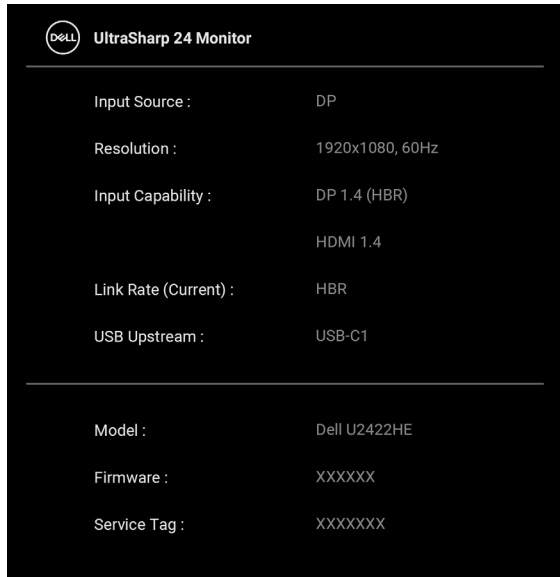 DELL UltraSharp 24 Monitor
Input Source : DP
Resolution : 1920x1080, 60Hz
Input Capability : DP 1.4 (HBR)
HDMI 1.4
Link Rate (Current) : HBR
USB Upstream : USB-C1
Model : Dell U2422HE
Firmware : XXXXXX
Service Tag : XXXXXXX